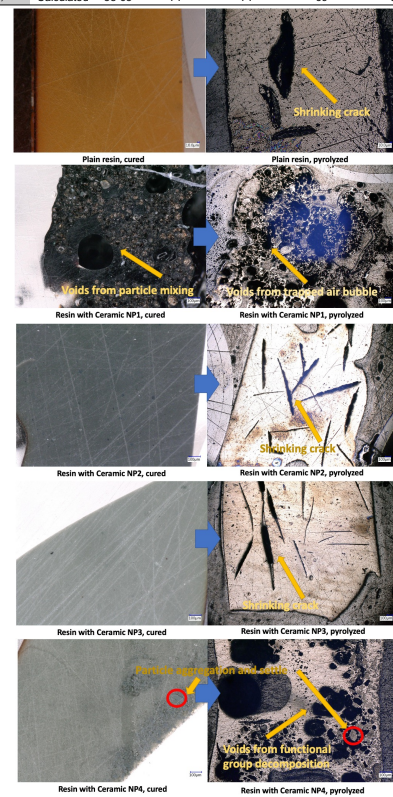 Shrinking crack
100μm
Plain resin, cured
Plain resin, pyrolyzed
Voids from particle mixing
Voids from trapped air bubble
Resin with Ceramic NP1, cured
Resin with Ceramic NP1, pyrolyzed
Shrinking crack
Resin with Ceramic NP2, cured
Resin with Ceramic NP2, pyrolyzed
Shrinking crack
Resin with Ceramic NP3, cured
Resin with Ceramic NP3, pyrolyzed
Particle aggregation and settle
Voids from functional
group decomposition
Resin with Ceramic NP4, cured
Resin with Ceramic NP4, pyrolyzed